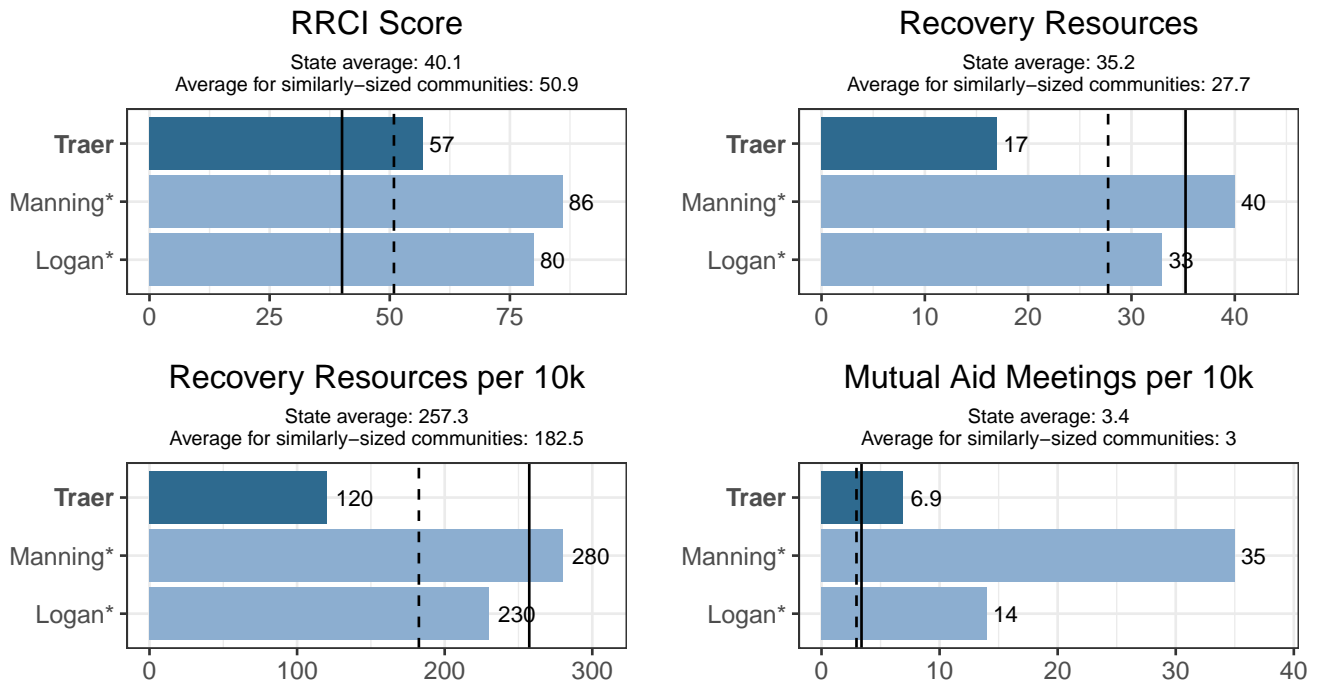 RRCI Score
State average: 40.1
Average for similarly−sized communities: 50.9
Traer
57
Manning*
86
Logan*
80
0 25 50 75
Recovery Resources
State average: 35.2
Average for similarly−sized communities: 27.7
Traer
17
Manning*
40
Logan*
33
0 10 20 30 40
Recovery Resources per 10k
State average: 257.3
Average for similarly−sized communities: 182.5
Traer
120
Manning*
280
Logan*
230
0 100 200 300
Mutual Aid Meetings per 10k
State average: 3.4
Average for similarly−sized communities: 3
Traer
6.9
Manning*
35
Logan*
14
0 10 20 30 40